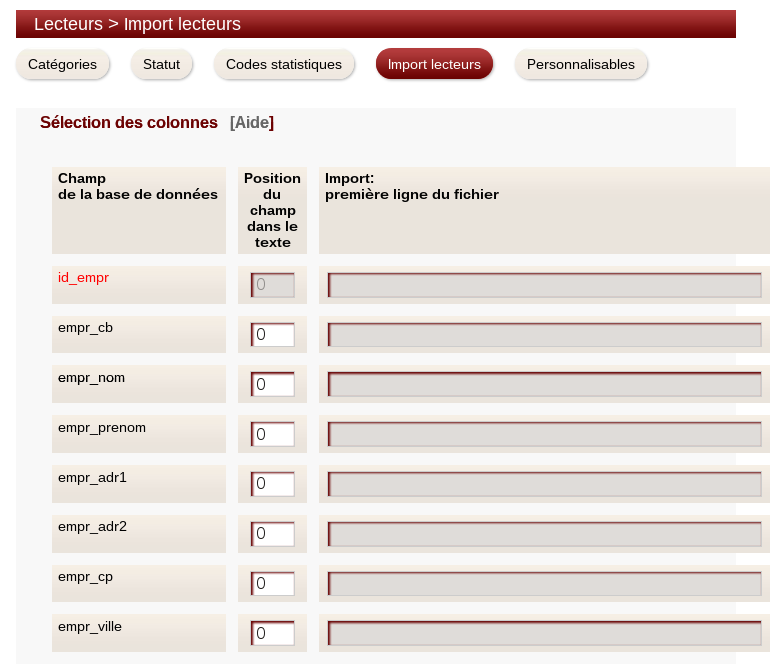 Lecteurs > Import lecteurs
Catégories Statut Codes statistiques Import lecteurs Personnalisables
Sélection des colonnes [Aide]
Champ
de la base de données
Position
du
champ
dans le
texte
Import:
première ligne du fichier
id_empr 0
empr_cb 0
empr_nom 0
empr_prenom 0
empr_adr1 0
empr_adr2 0
empr_cp 0
empr_ville 0